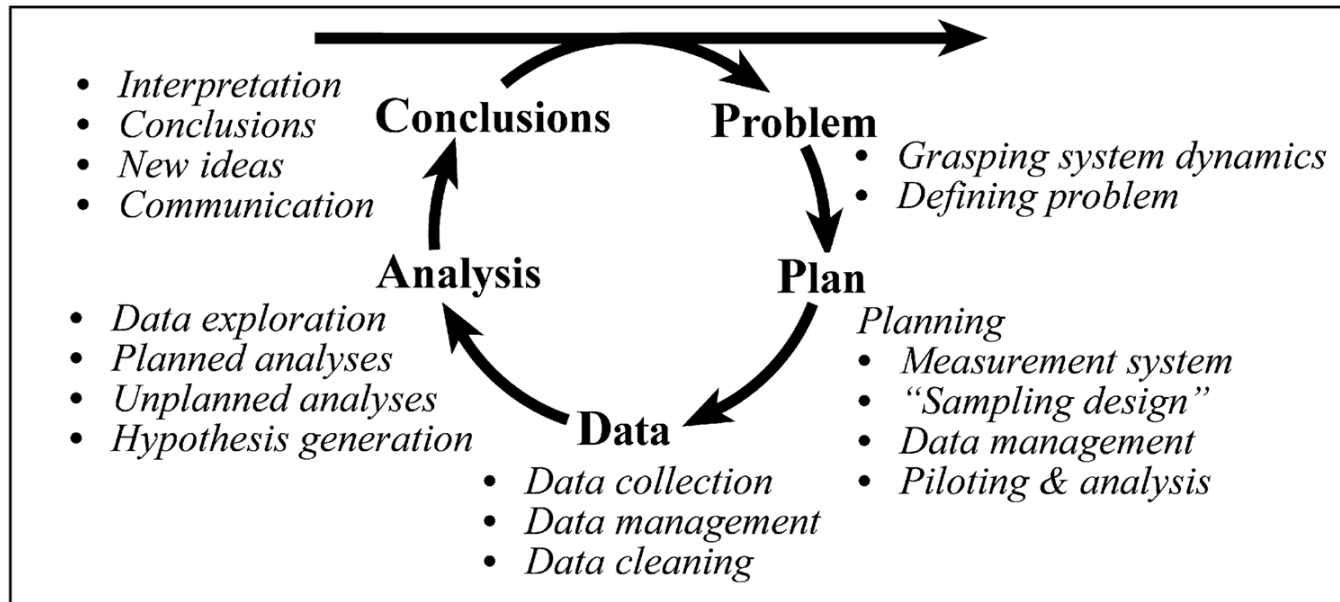 Problem
• Grasping system dynamics
• Defining problem
Plan
Planning
• Measurement system
• “Sampling design”
• Data management
• Piloting & analysis
Data
• Data collection
• Data management
• Data cleaning
Analysis
• Data exploration
• Planned analyses
• Unplanned analyses
• Hypothesis generation
Conclusions
• Interpretation
• Conclusions
• New ideas
• Communication